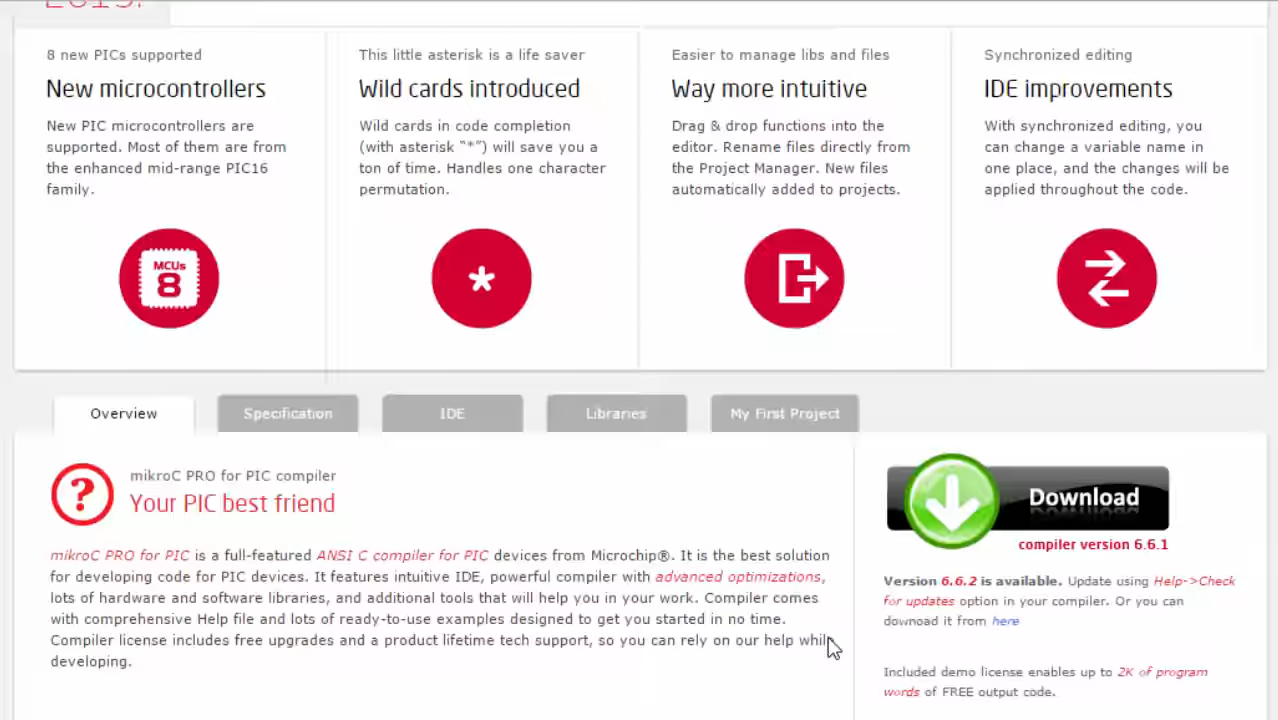 2015.
8 new PICs supported
New microcontrollers
New PIC microcontrollers are
supported. Most of them are from
the enhanced mid-range PIC16
family.
MCUs
8
This little asterisk is a life saver
Wild cards introduced
Wild cards in code completion
(with asterisk “*”) will save you a
ton of time. Handles one character
permutation.
*
Easier to manage libs and files
Way more intuitive
Drag & drop functions into the
editor. Rename files directly from
the Project Manager. New files
automatically added to projects.
Synchronized editing
IDE improvements
With synchronized editing, you
can change a variable name in
one place, and the changes will be
applied throughout the code.
Overview
Specification
IDE
Libraries
My First Project
?
mikroC PRO for PIC compiler
Your PIC best friend
mikroC PRO for PIC is a full-featured ANSI C compiler for PIC devices from Microchip®. It is the best solution
for developing code for PIC devices. It features intuitive IDE, powerful compiler with advanced optimizations,
lots of hardware and software libraries, and additional tools that will help you in your work. Compiler comes
with comprehensive Help file and lots of ready-to-use examples designed to get you started in no time.
Compiler license includes free upgrades and a product lifetime tech support, so you can rely on our help while
developing.
Download
compiler version 6.6.1
Version 6.6.2 is available. Update using Help->Check
for updates option in your compiler. Or you can
downoad it from here
Included demo license enables up to 2K of program
words of FREE output code.